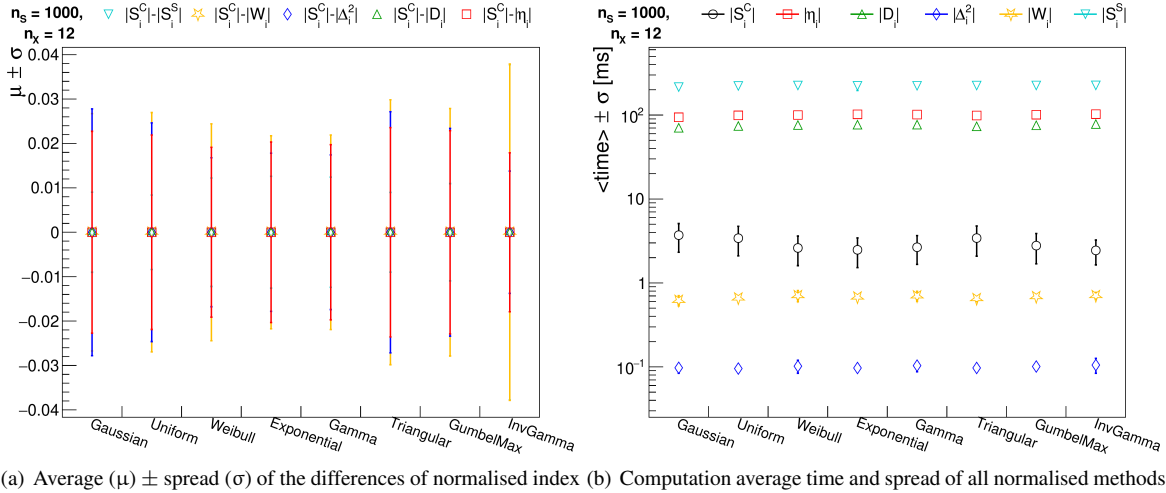 n_S = 1000, |S_i^C|-|S_i^S| |S_i^C|-|W_i| |S_i^C|-|Δ_i^2| |S_i^C|-|D_i| |S_i^C|-|η_i|
n_X = 12
μ ± σ
0.04
0.03
0.02
0.01
0
−0.01
−0.02
−0.03
−0.04
Gaussian Uniform Weibull Exponential Gamma Triangular GumbelMax InvGamma
(a) Average (μ) ± spread (σ) of the differences of normalised index
n_S = 1000, |S_i^C| |η_i| |D_i| |Δ_i^2| |W_i| |S_i^S|
n_X = 12
<time> ± σ [ms]
10^2
10
1
10^−1
Gaussian Uniform Weibull Exponential Gamma Triangular GumbelMax InvGamma
(b) Computation average time and spread of all normalised methods